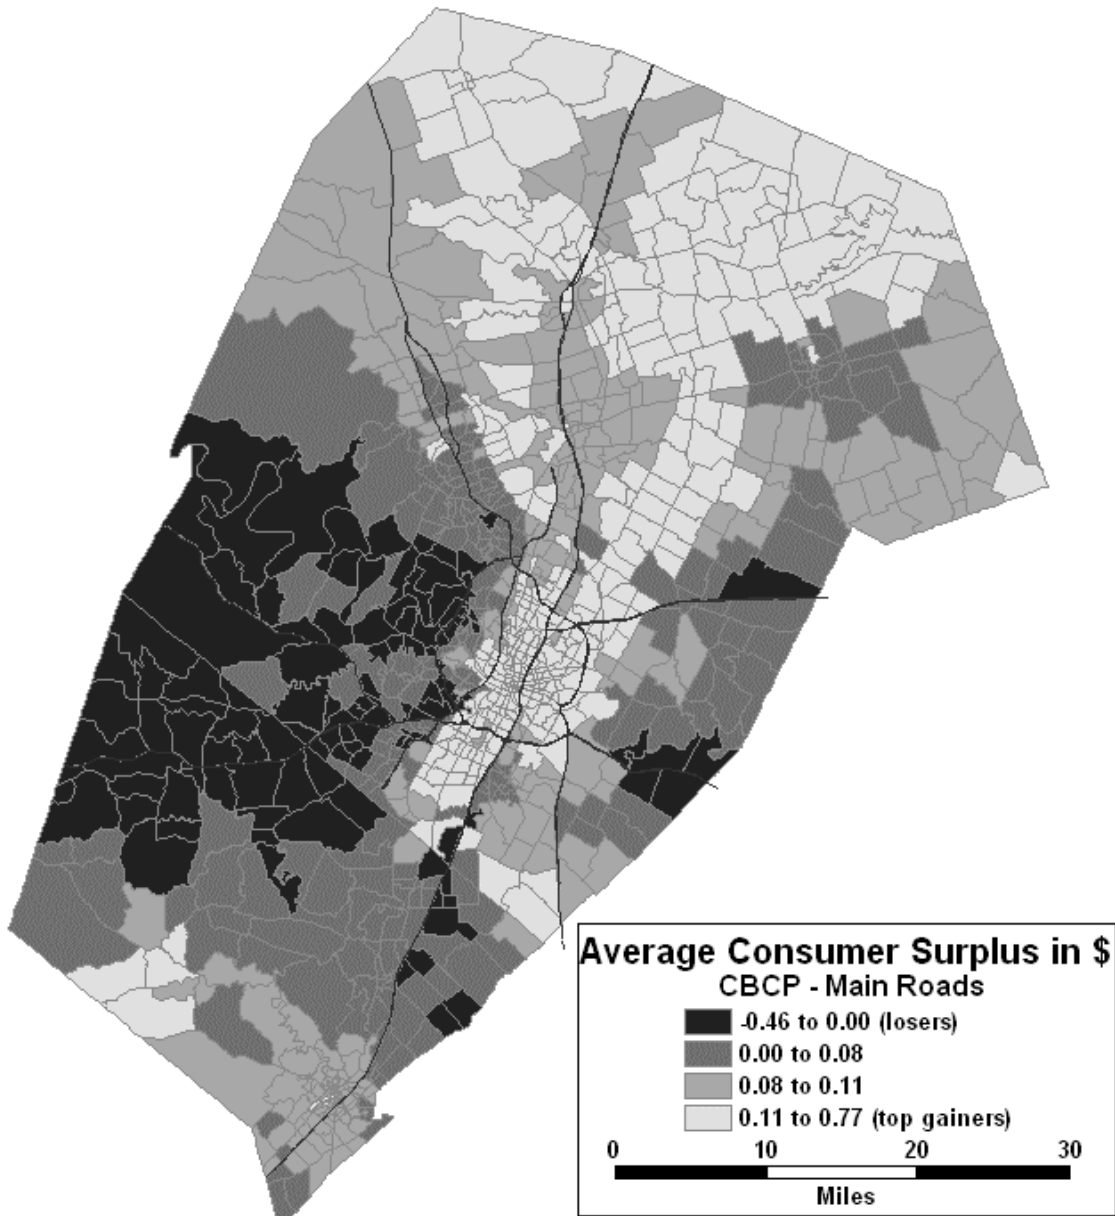 Average Consumer Surplus in $
CBCP - Main Roads
-0.46 to 0.00 (losers)
0.00 to 0.08
0.08 to 0.11
0.11 to 0.77 (top gainers)
0 10 20 30
Miles